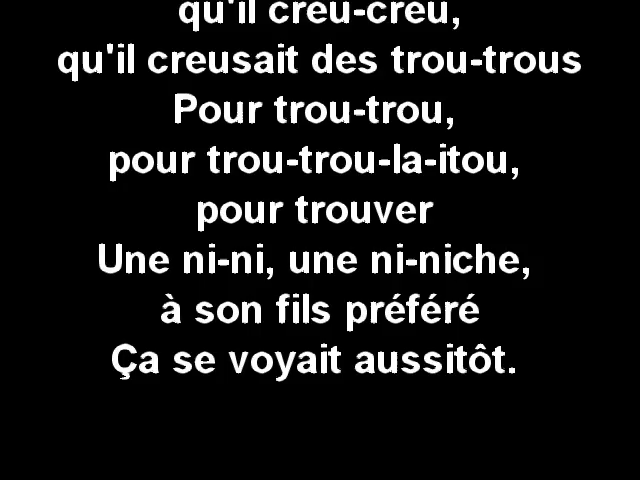 qu'il creu-creu,
qu'il creusait des trou-trous
Pour trou-trou,
pour trou-trou-la-itou,
pour trouver
Une ni-ni, une ni-niche,
à son fils préféré
Ça se voyait aussitôt.